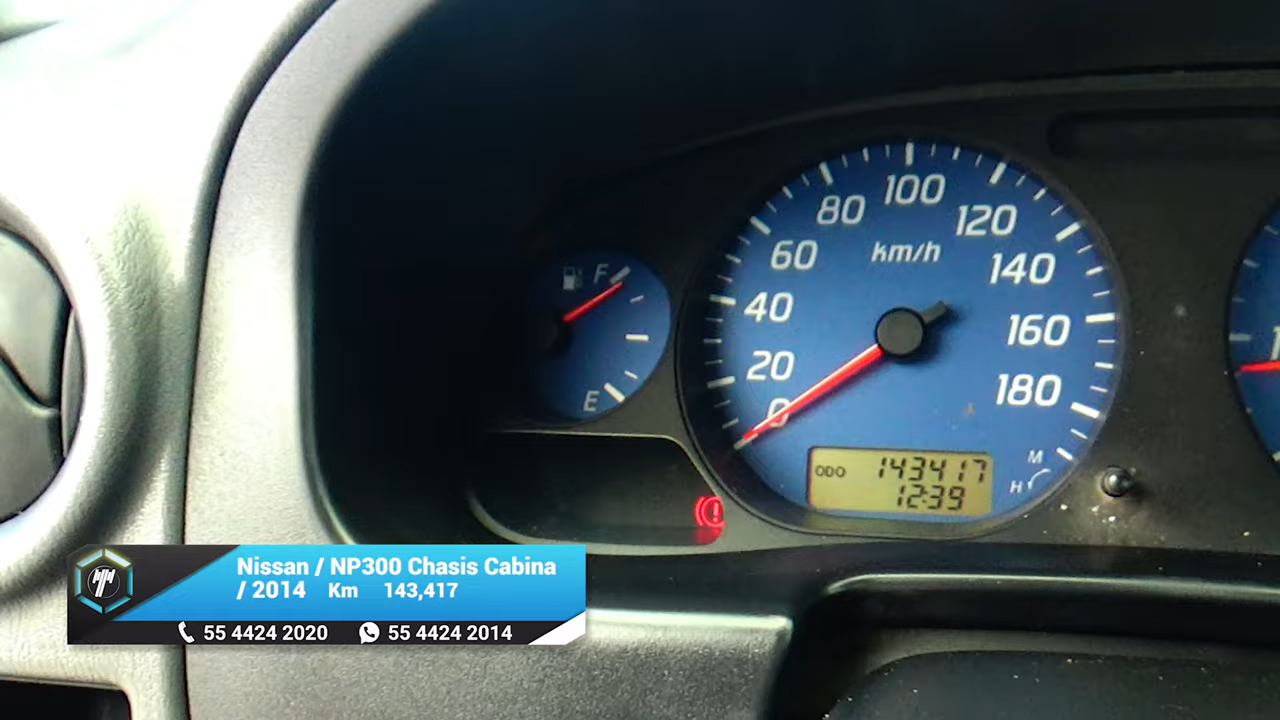 100
80
120
60
km/h
F
140
40
160
20
180
E
0
M
ODO 143417
H
12:39
Nissan / NP300 Chasis Cabina
/ 2014 Km 143,417
55 4424 2020 55 4424 2014